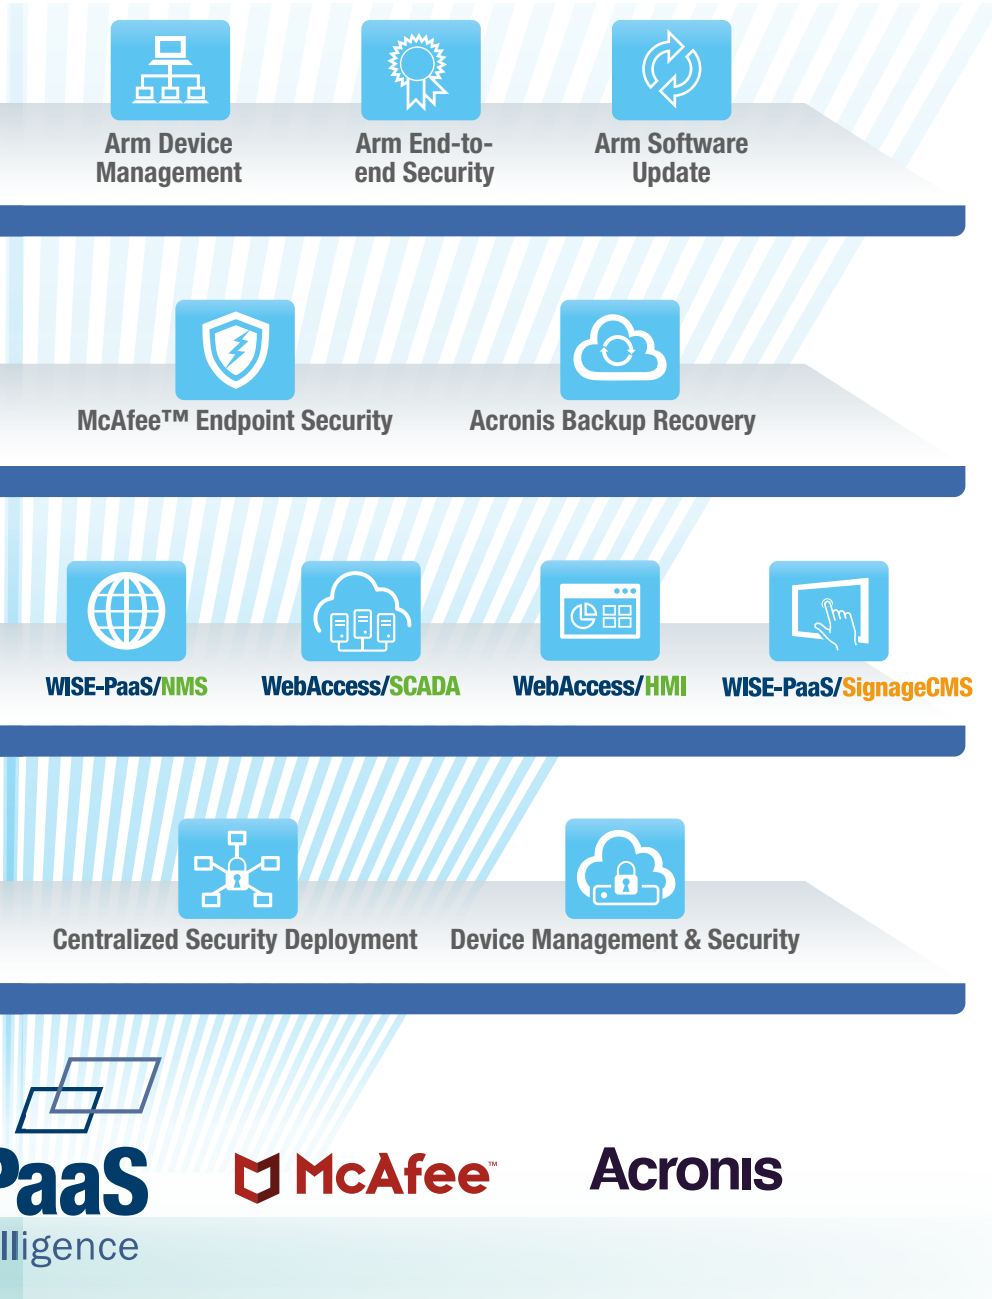 Arm Device
Management
Arm End-to-
end Security
Arm Software
Update
McAfee™ Endpoint Security
Acronis Backup Recovery
WISE-PaaS/NMS
WebAccess/SCADA
WebAccess/HMI
WISE-PaaS/SignageCMS
Centralized Security Deployment
Device Management & Security
PaaS
lligence
McAfee™
Acronis